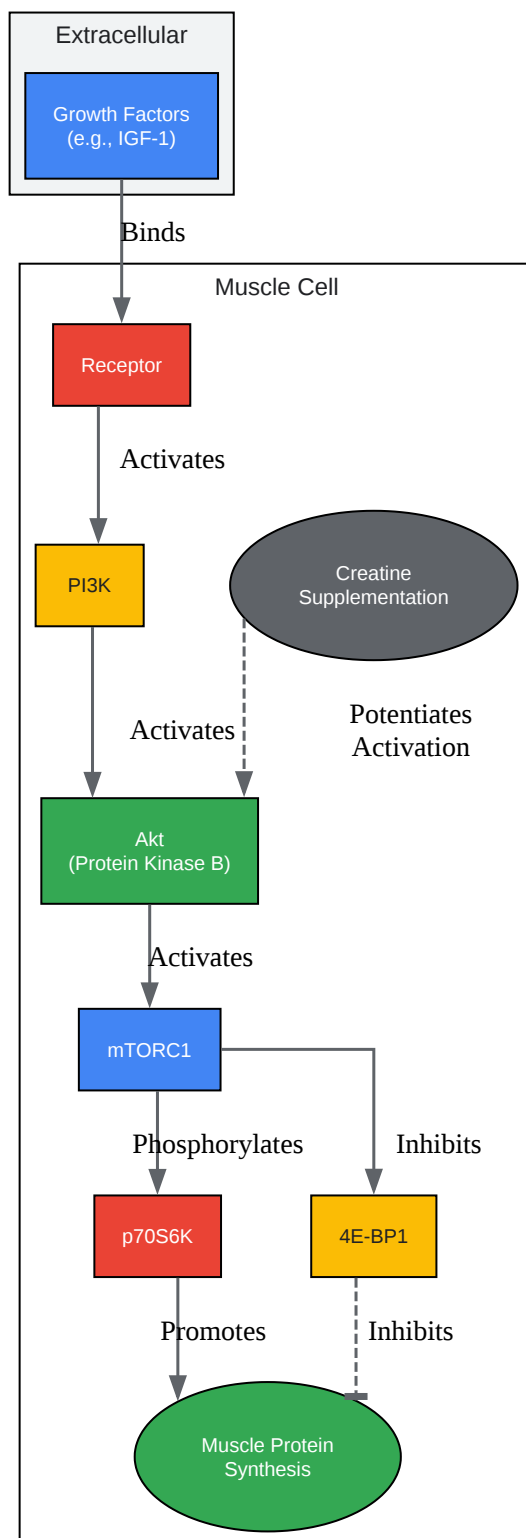 Extracellular
Growth Factors
(e.g., IGF-1)
Binds
Muscle Cell
Receptor
Activates
PI3K
Creatine
Supplementation
Activates
Potentiates
Activation
Akt
(Protein Kinase B)
Activates
mTORC1
Phosphorylates
Inhibits
p70S6K
4E-BP1
Promotes
Inhibits
Muscle Protein
Synthesis